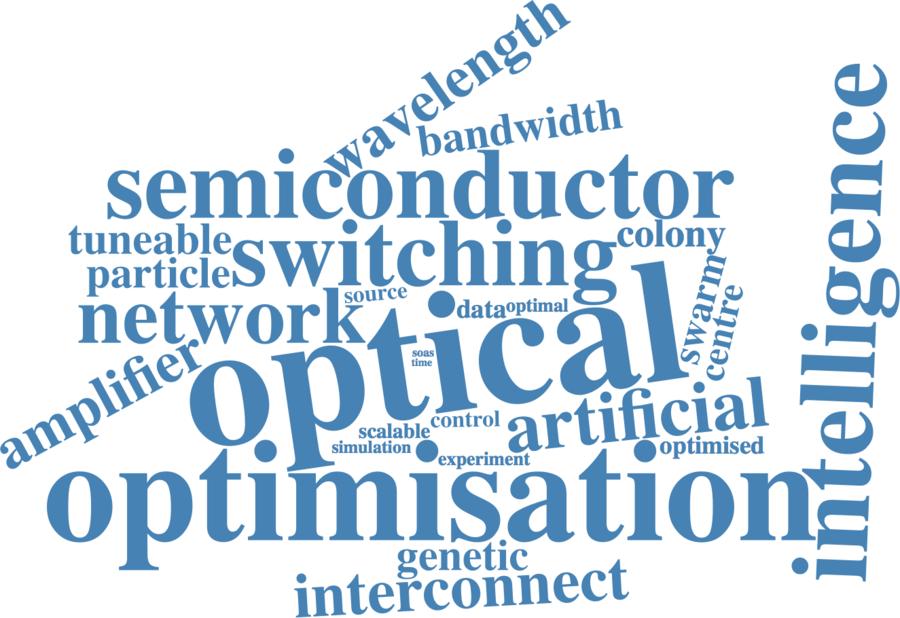 wavelength
bandwidth
semiconductor
tuneable
switching
colony
particle
network
source
data
optimal
swarm
centre
intelligence
optical
soas
time
amplifier
control
artificial
scalable
simulation
experiment
optimised
optimisation
genetic
interconnect